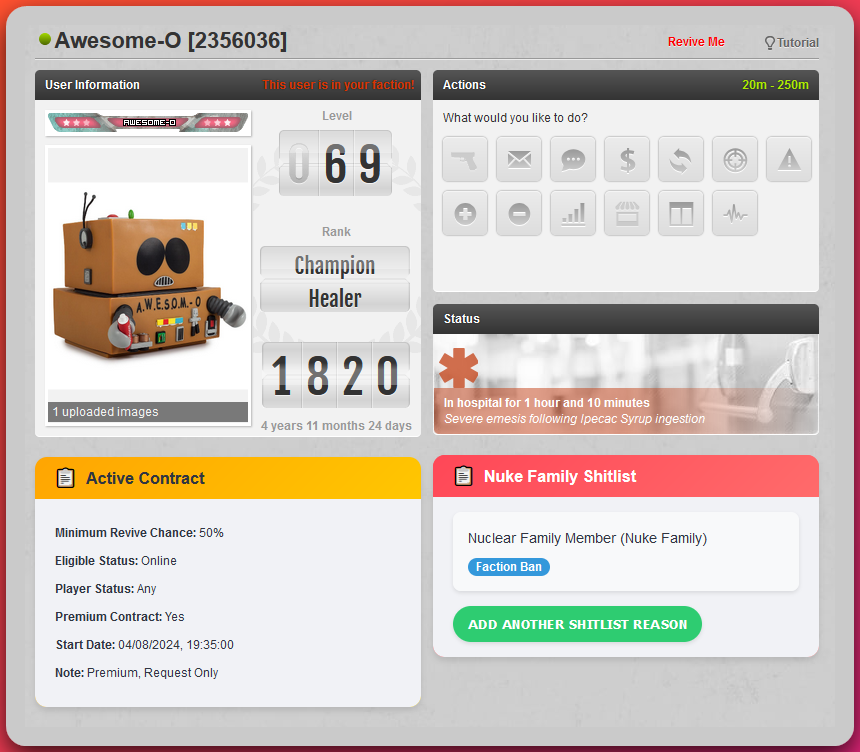 Awesome-O [2356036]
Revive Me
Tutorial
User Information
This user is in your faction!
AWESOME-O
A.W.E.S.O.M.-O
1 uploaded images
Level
069
Rank
Champion
Healer
1820
4 years 11 months 24 days
Actions
20m - 250m
What would you like to do?
Status
In hospital for 1 hour and 10 minutes
Severe emesis following Ipecac Syrup ingestion
Active Contract
Minimum Revive Chance: 50%
Eligible Status: Online
Player Status: Any
Premium Contract: Yes
Start Date: 04/08/2024, 19:35:00
Note: Premium, Request Only
Nuke Family Shitlist
Nuclear Family Member (Nuke Family)
Faction Ban
ADD ANOTHER SHITLIST REASON